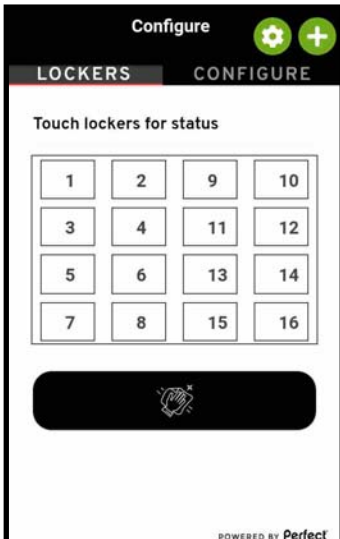 Configure
LOCKERS CONFIGURE
Touch lockers for status
1 2 9 10
3 4 11 12
5 6 13 14
7 8 15 16
POWERED BY Perfect